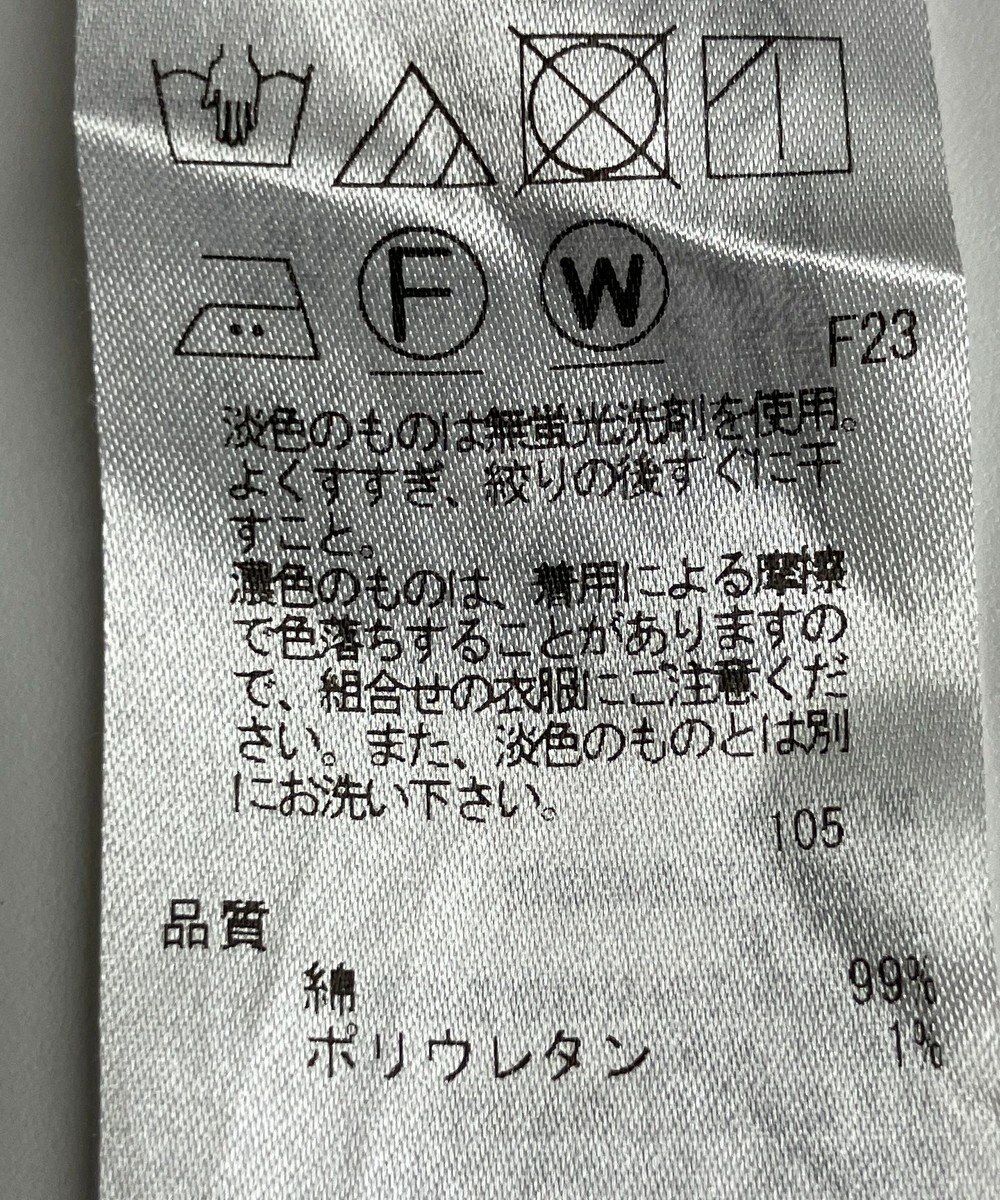 F W F23
淡色のものは無蛍光洗剤を使用。
よくすすぎ、絞りの後すぐに干
すこと。
濃色のものは、着用による摩擦
で色落ちすることがありますの
で、組合せの衣服にご注意くだ
さい。また、淡色のものとは別
にお洗い下さい。
105
品質
綿 99%
ポリウレタン 1%